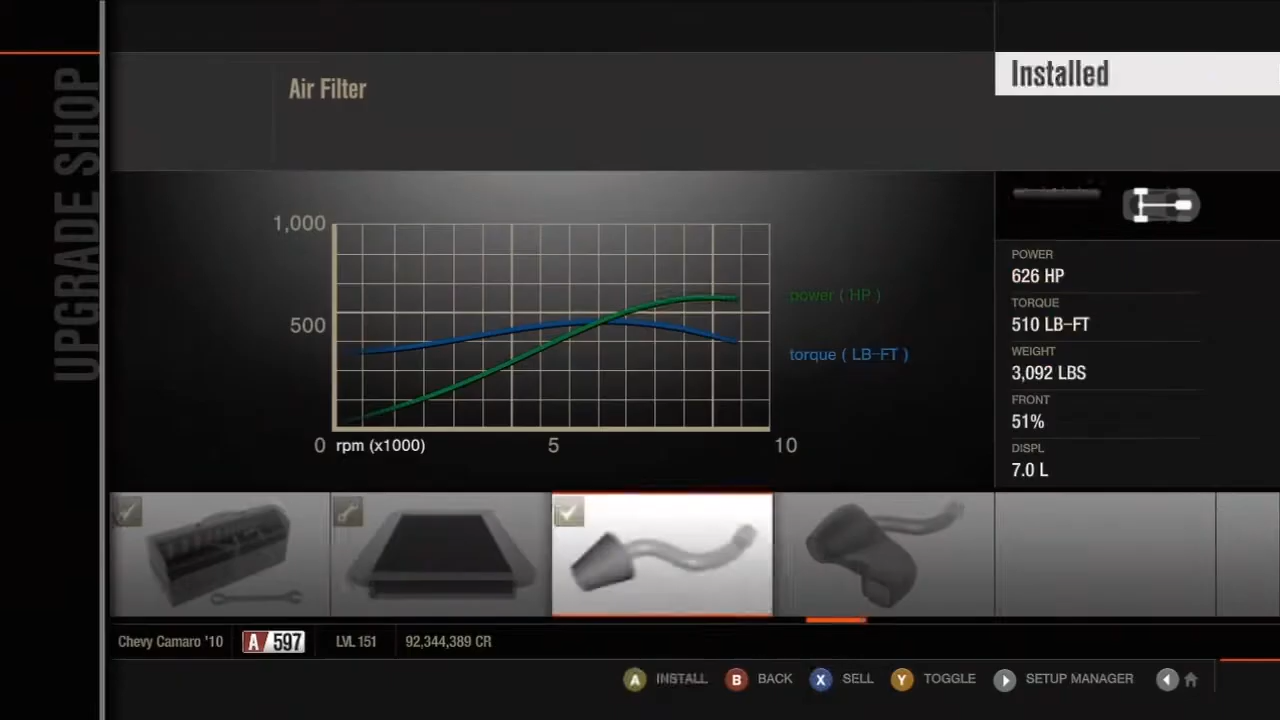 UPGRADE SHOP
Air Filter
Installed
1,000
500
0 rpm (x1000) 5 10
power ( HP )
torque ( LB-FT )
POWER
626 HP
TORQUE
510 LB-FT
WEIGHT
3,092 LBS
FRONT
51%
DISPL
7.0 L
Chevy Camaro '10 A 597 LVL 151 92,344,389 CR
A INSTALL B BACK X SELL Y TOGGLE SETUP MANAGER